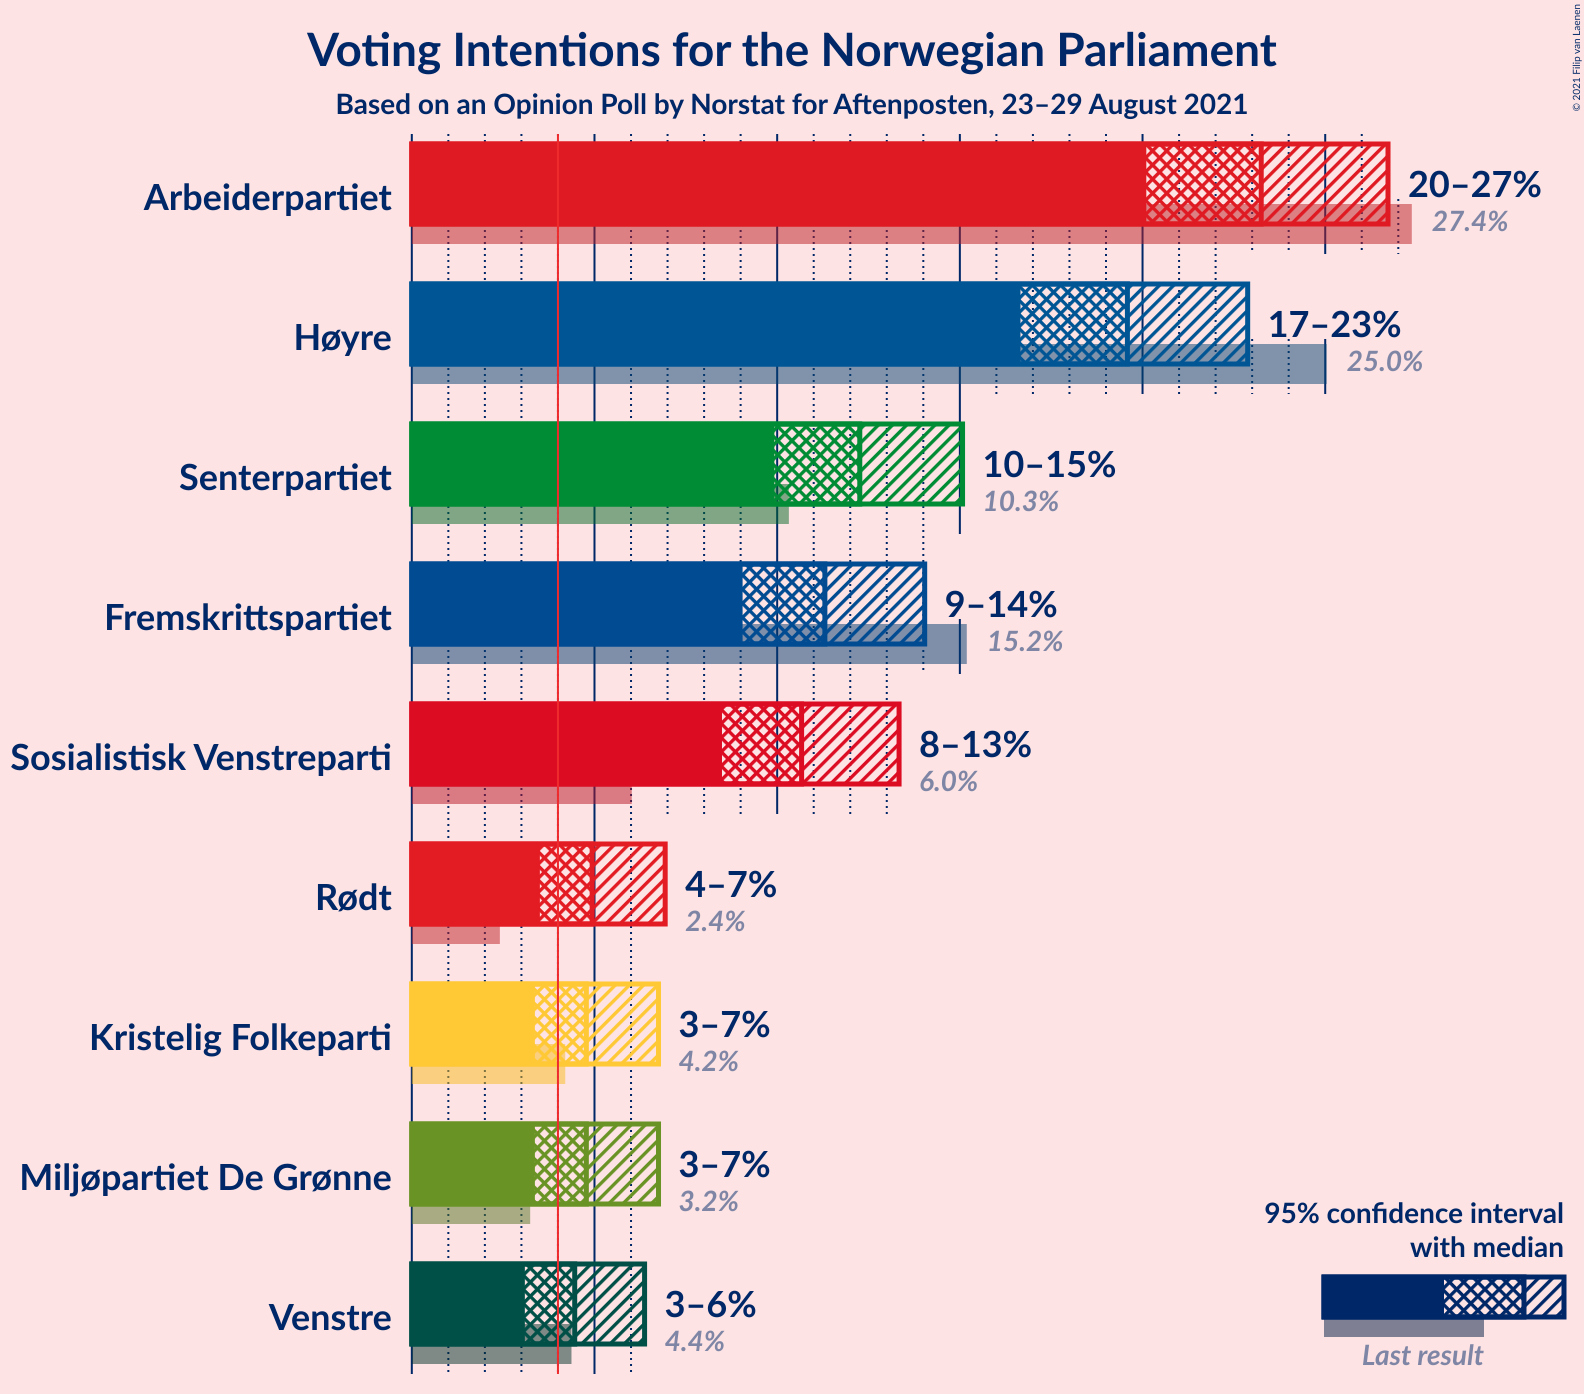 Voting Intentions for the Norwegian Parliament
Based on an Opinion Poll by Norstat for Aftenposten, 23–29 August 2021
© 2021 Filip van Laenen
Arbeiderpartiet
20–27%
27.4%
Høyre
17–23%
25.0%
Senterpartiet
10–15%
10.3%
Fremskrittspartiet
9–14%
15.2%
Sosialistisk Venstreparti
8–13%
6.0%
Rødt
4–7%
2.4%
Kristelig Folkeparti
3–7%
4.2%
Miljøpartiet De Grønne
3–7%
3.2%
Venstre
3–6%
4.4%
95% confidence interval
with median
Last result